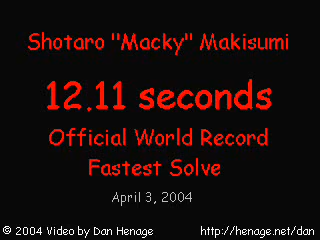 Shotaro "Macky" Makisumi
12.11 seconds
Official World Record
Fastest Solve
April 3, 2004
© 2004 Video by Dan Henage http://henage.net/dan